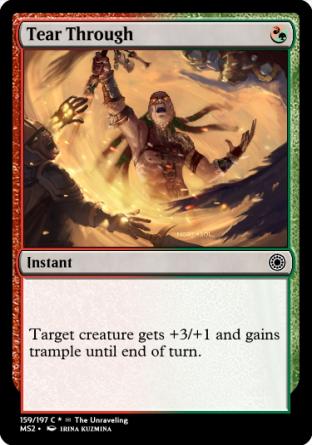 Tear Through
Instant
Target creature gets +3/+1 and gains
trample until end of turn.
159/197 C * ∞ The Unraveling
MS2 • IRINA KUZMINA